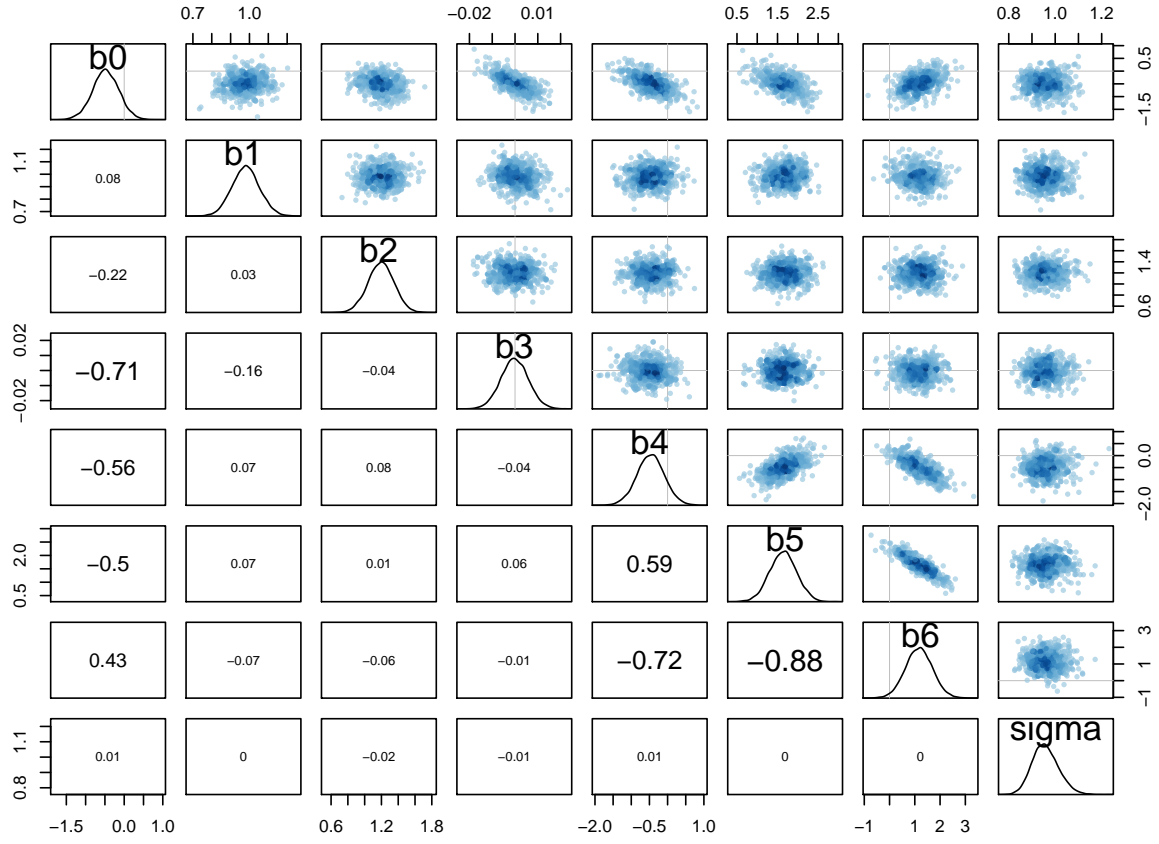 0.7 1.0 −0.02 0.01 0.5 1.5 2.5 0.8 1.0 1.2
b0 −1.5 0.5
0.7 1.1 0.08 b1
−0.22 0.03 b2 0.6 1.4
−0.02 0.02 −0.71 −0.16 −0.04 b3
−0.56 0.07 0.08 −0.04 b4 −2.0 0.0
0.5 2.0 −0.5 0.07 0.01 0.06 0.59 b5
0.43 −0.07 −0.06 −0.01 −0.72 −0.88 b6 −1 1 3
0.8 1.1 0.01 0 −0.02 −0.01 0.01 0 0 sigma
−1.5 0.0 1.0 0.6 1.2 1.8 −2.0 −0.5 1.0 −1 1 2 3